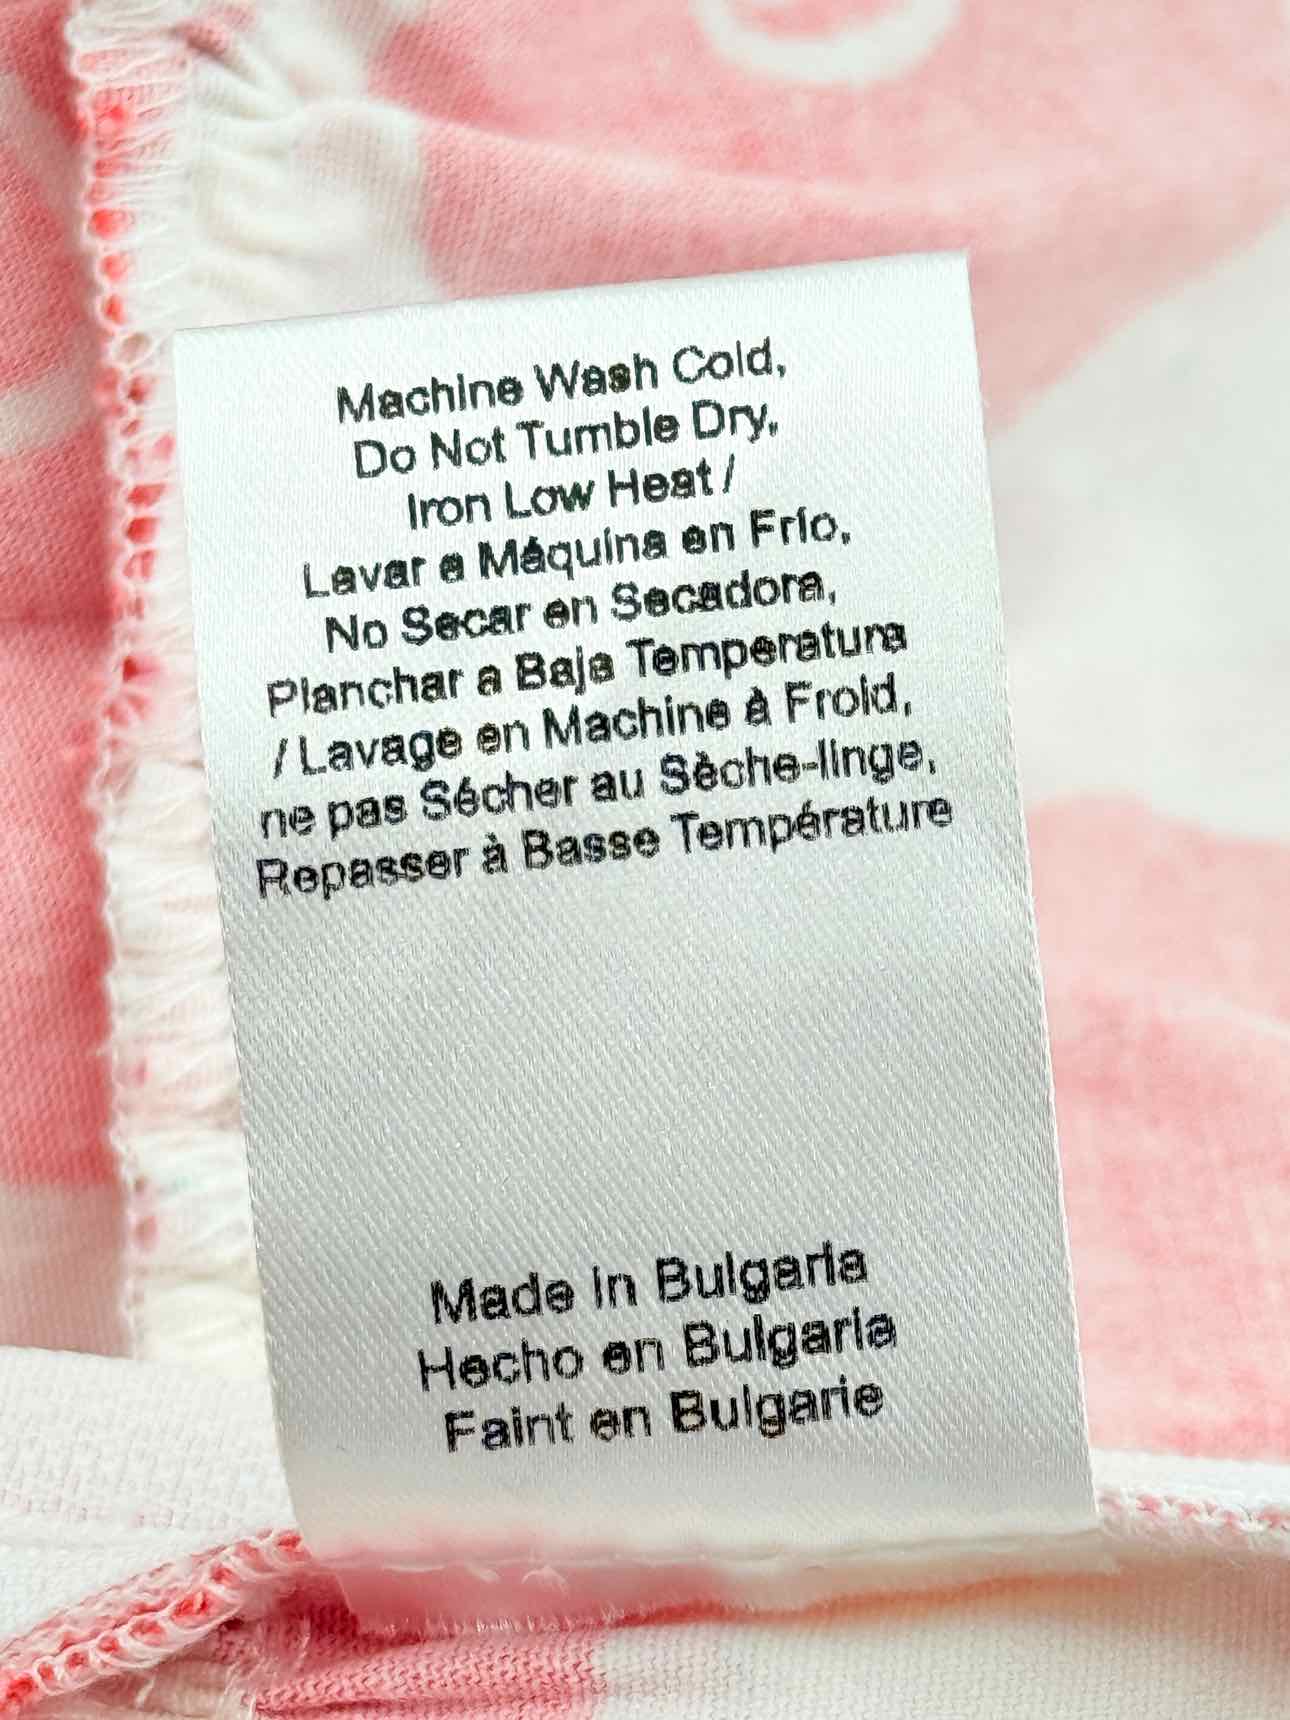 Machine Wash Cold,
Do Not Tumble Dry,
Iron Low Heat /
Lavar a Máquina en Frío,
No Secar en Secadora,
Planchar a Baja Temperatura
/ Lavage en Machine à Froid,
ne pas Sécher au Sèche-linge,
Repasser à Basse Température
Made in Bulgaria
Hecho en Bulgaria
Faint en Bulgarie